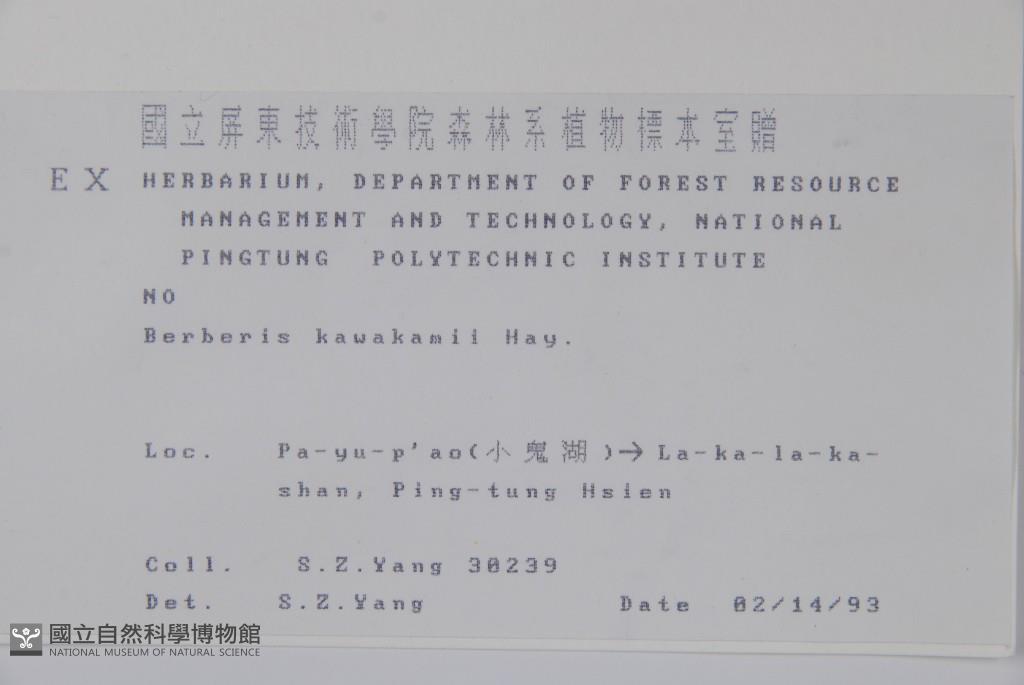 國立屏東技術學院森林系植物標本室贈
EX HERBARIUM, DEPARTMENT OF FOREST RESOURCE
MANAGEMENT AND TECHNOLOGY, NATIONAL
PINGTUNG POLYTECHNIC INSTITUTE
NO
Berberis kawakamii Hay.
Loc. Pa-yu-p'ao(小鬼湖)→La-ka-la-ka-
shan, Ping-tung Hsien
Coll. S.Z.Yang 30239
Det. S.Z.Yang Date 02/14/93
國立自然科學博物館
NATIONAL MUSEUM OF NATURAL SCIENCE